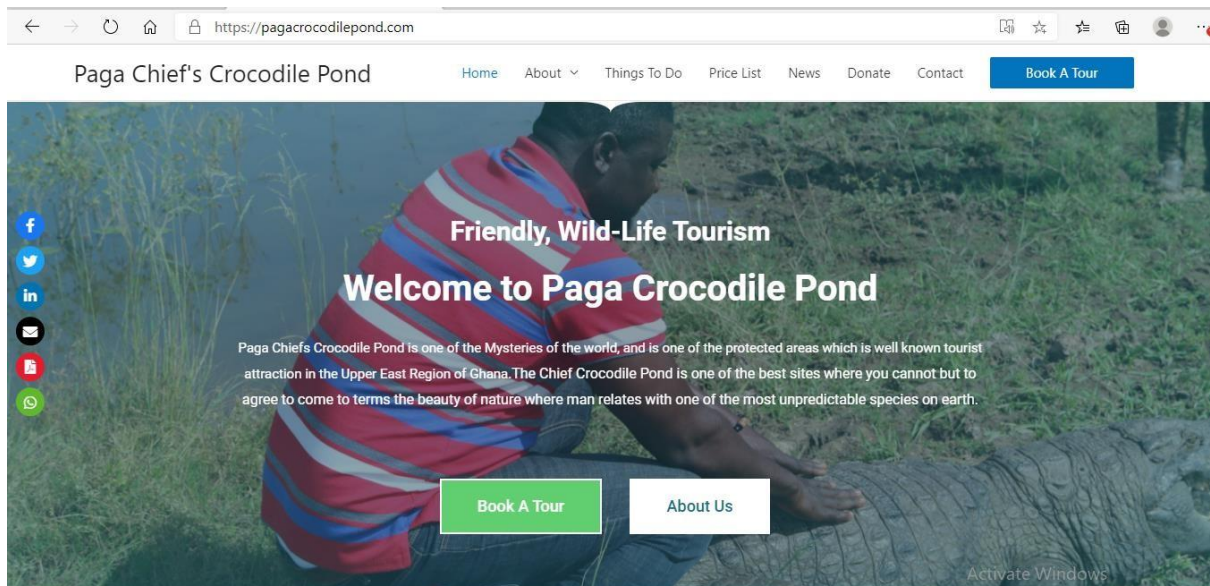 https://pagacrocodilepond.com
Paga Chief's Crocodile Pond
Home About Things To Do Price List News Donate Contact Book A Tour
Friendly, Wild-Life Tourism
Welcome to Paga Crocodile Pond
Paga Chiefs Crocodile Pond is one of the Mysteries of the world, and is one of the protected areas which is well known tourist
attraction in the Upper East Region of Ghana.The Chief Crocodile Pond is one of the best sites where you cannot but to
agree to come to terms the beauty of nature where man relates with one of the most unpredictable species on earth.
Book A Tour About Us
Activate Windows